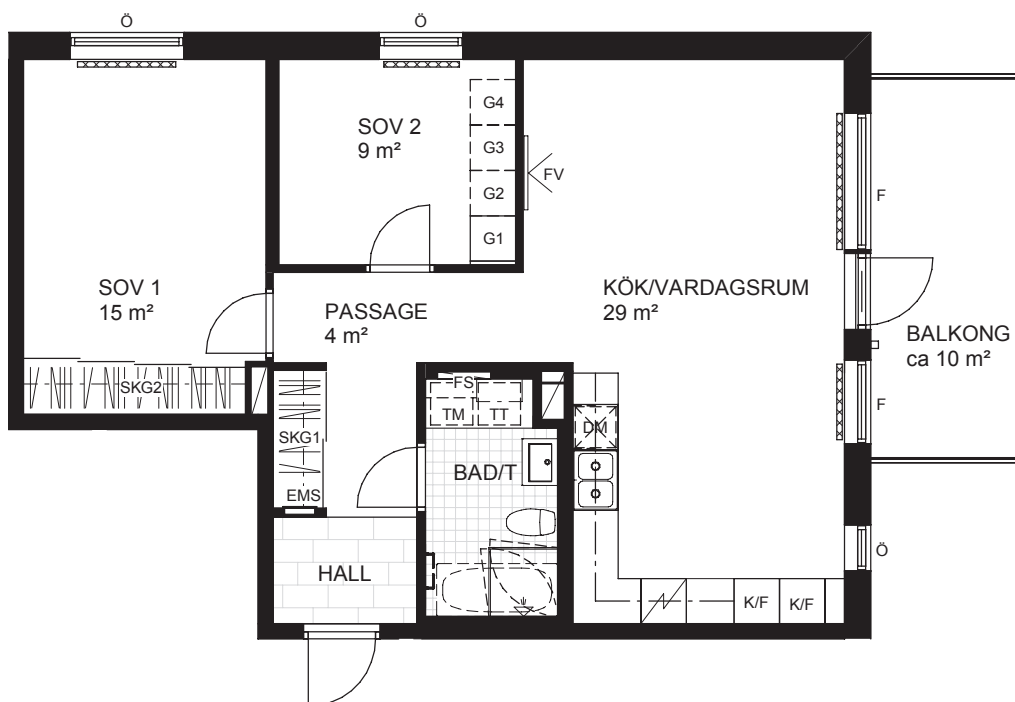 Ö
Ö
SOV 1
15 m²
SOV 2
9 m²
G4
G3
G2
G1
FV
PASSAGE
4 m²
KÖK/VARDAGSRUM
29 m²
F
BALKONG
ca 10 m²
F
Ö
SKG2
SKG1
EMS
FS
TM
TT
DM
BAD/T
HALL
K/F
K/F